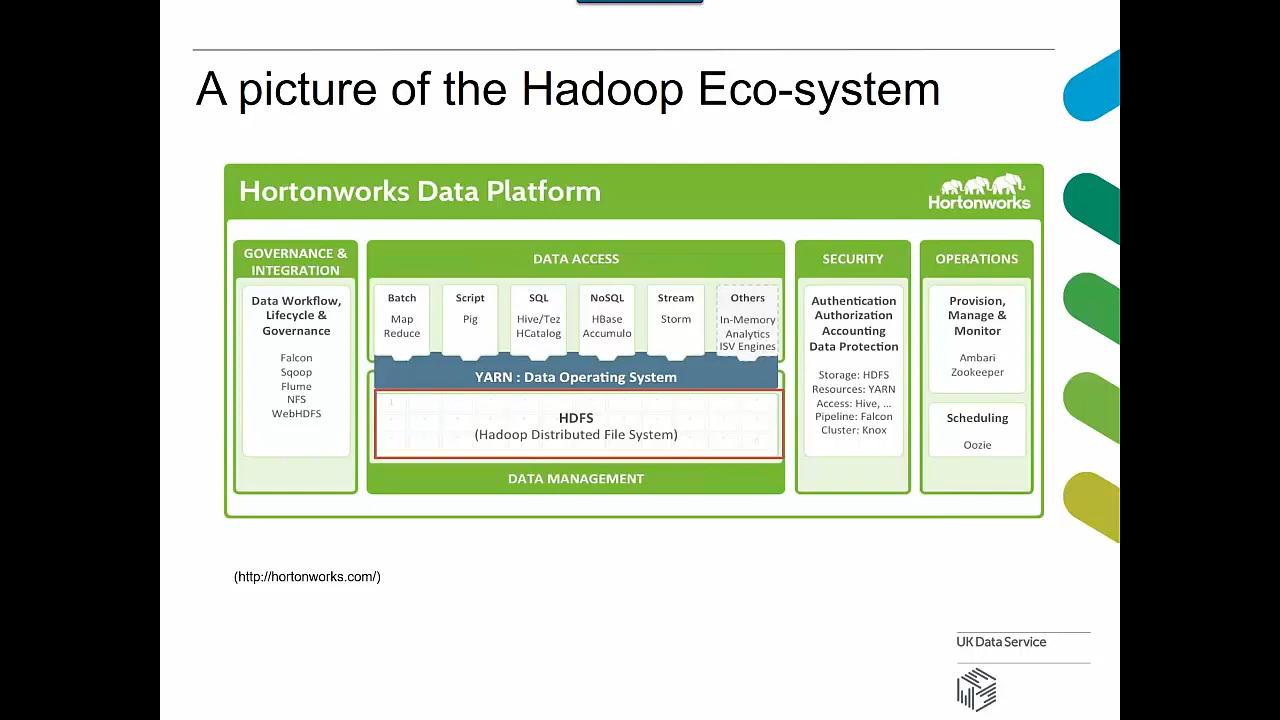 A picture of the Hadoop Eco-system
Hortonworks Data Platform
Hortonworks
GOVERNANCE &
INTEGRATION
Data Workflow,
Lifecycle &
Governance
Falcon
Sqoop
Flume
NFS
WebHDFS
DATA ACCESS
Batch
Map
Reduce
Script
Pig
SQL
Hive/Tez
HCatalog
NoSQL
HBase
Accumulo
Stream
Storm
Others
In-Memory
Analytics
ISV Engines
YARN : Data Operating System
HDFS
(Hadoop Distributed File System)
DATA MANAGEMENT
SECURITY
Authentication
Authorization
Accounting
Data Protection
Storage: HDFS
Resources: YARN
Access: Hive, ...
Pipeline: Falcon
Cluster: Knox
OPERATIONS
Provision,
Manage &
Monitor
Ambari
Zookeeper
Scheduling
Oozie
(http://hortonworks.com/)
UK Data Service